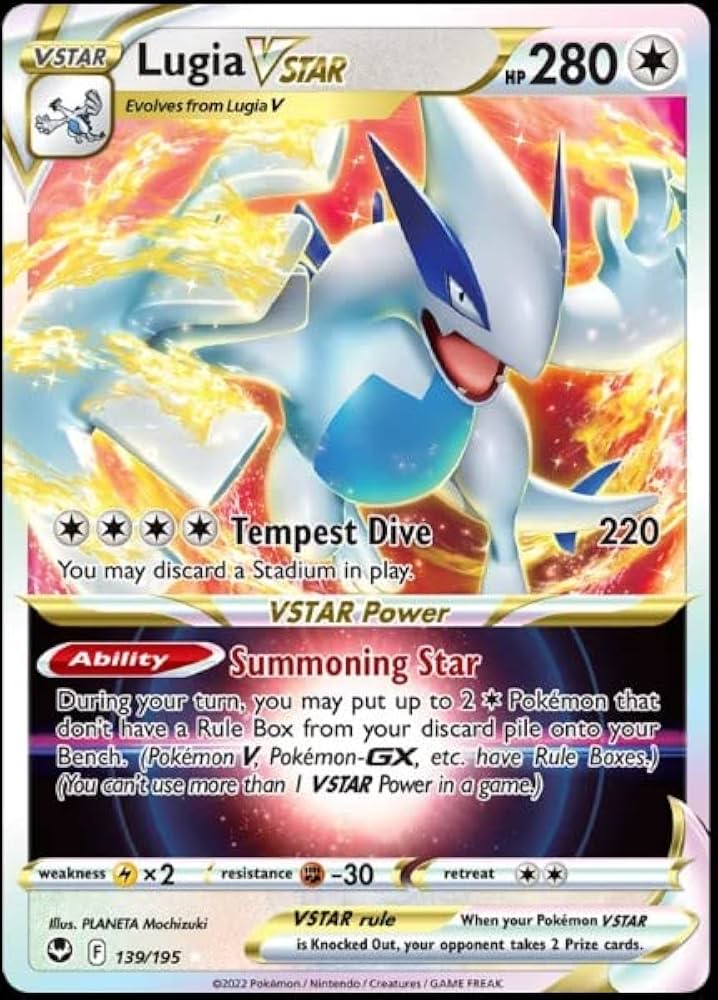 VSTAR
Lugia VSTAR
HP 280
Evolves from Lugia V
Tempest Dive 220
You may discard a Stadium in play.
VSTAR Power
Ability Summoning Star
During your turn, you may put up to 2 Pokémon that
don't have a Rule Box from your discard pile onto your
Bench. (Pokémon V, Pokémon-GX, etc. have Rule Boxes.)
(You can't use more than 1 VSTAR Power in a game.)
weakness ×2 resistance -30 retreat
Illus. PLANETA Mochizuki
F 139/195
VSTAR rule When your Pokémon VSTAR
is Knocked Out, your opponent takes 2 Prize cards.
©2022 Pokémon / Nintendo / Creatures / GAME FREAK